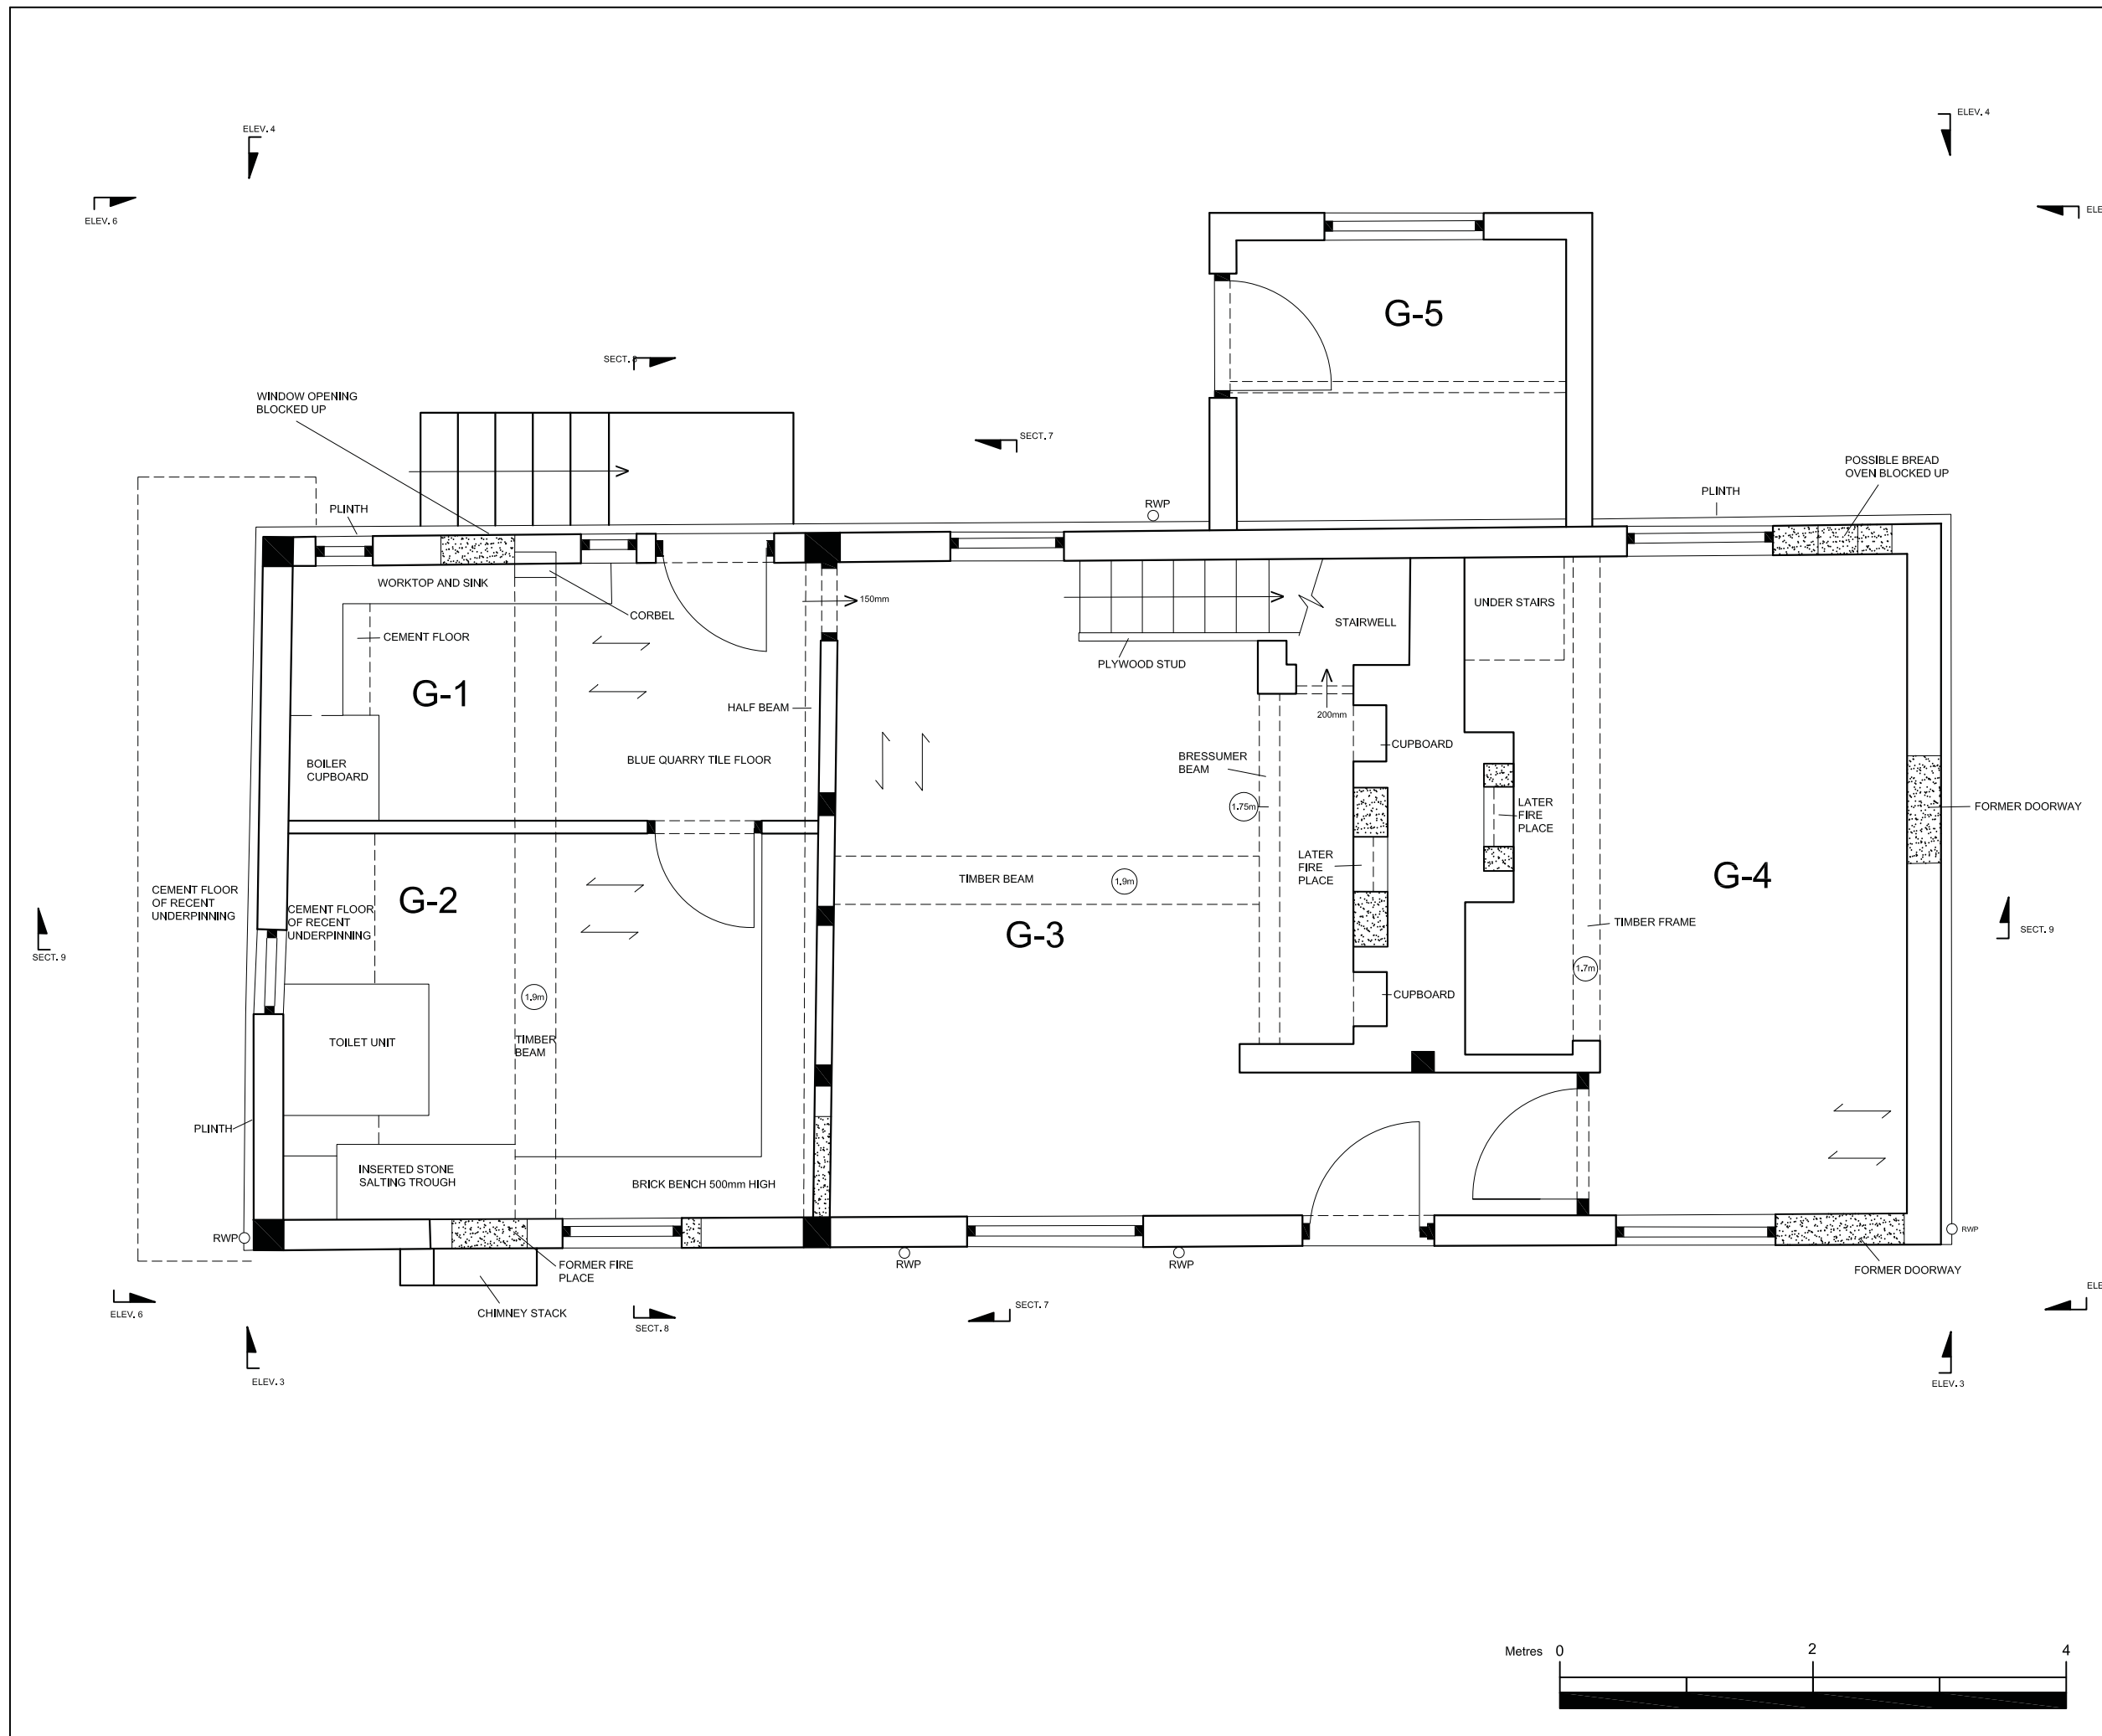 ELEV. 4
ELEV. 4
ELEV. 6
ELE
G-5
SECT. 8
WINDOW OPENING
BLOCKED UP
SECT. 7
POSSIBLE BREAD
OVEN BLOCKED UP
PLINTH
RWP
PLINTH
WORKTOP AND SINK
CORBEL
150mm
UNDER STAIRS
STAIRWELL
CEMENT FLOOR
PLYWOOD STUD
G-1
HALF BEAM
200mm
CUPBOARD
BRESSUMER
BEAM
BLUE QUARRY TILE FLOOR
BOILER
CUPBOARD
1.75m
LATER
FIRE
PLACE
FORMER DOORWAY
LATER
FIRE
PLACE
TIMBER BEAM
1.9m
G-4
CEMENT FLOOR
OF RECENT
UNDERPINNING
G-2
CEMENT FLOOR
OF RECENT
UNDERPINNING
G-3
TIMBER FRAME
SECT. 9
SECT. 9
1.7m
1.9m
CUPBOARD
TOILET UNIT
TIMBER
BEAM
PLINTH
INSERTED STONE
SALTING TROUGH
BRICK BENCH 500mm HIGH
RWP
RWP
RWP
RWP
FORMER FIRE
PLACE
FORMER DOORWAY
ELE
CHIMNEY STACK
ELEV. 6
SECT. 8
SECT. 7
ELEV. 3
ELEV. 3
Metres 0 2 4